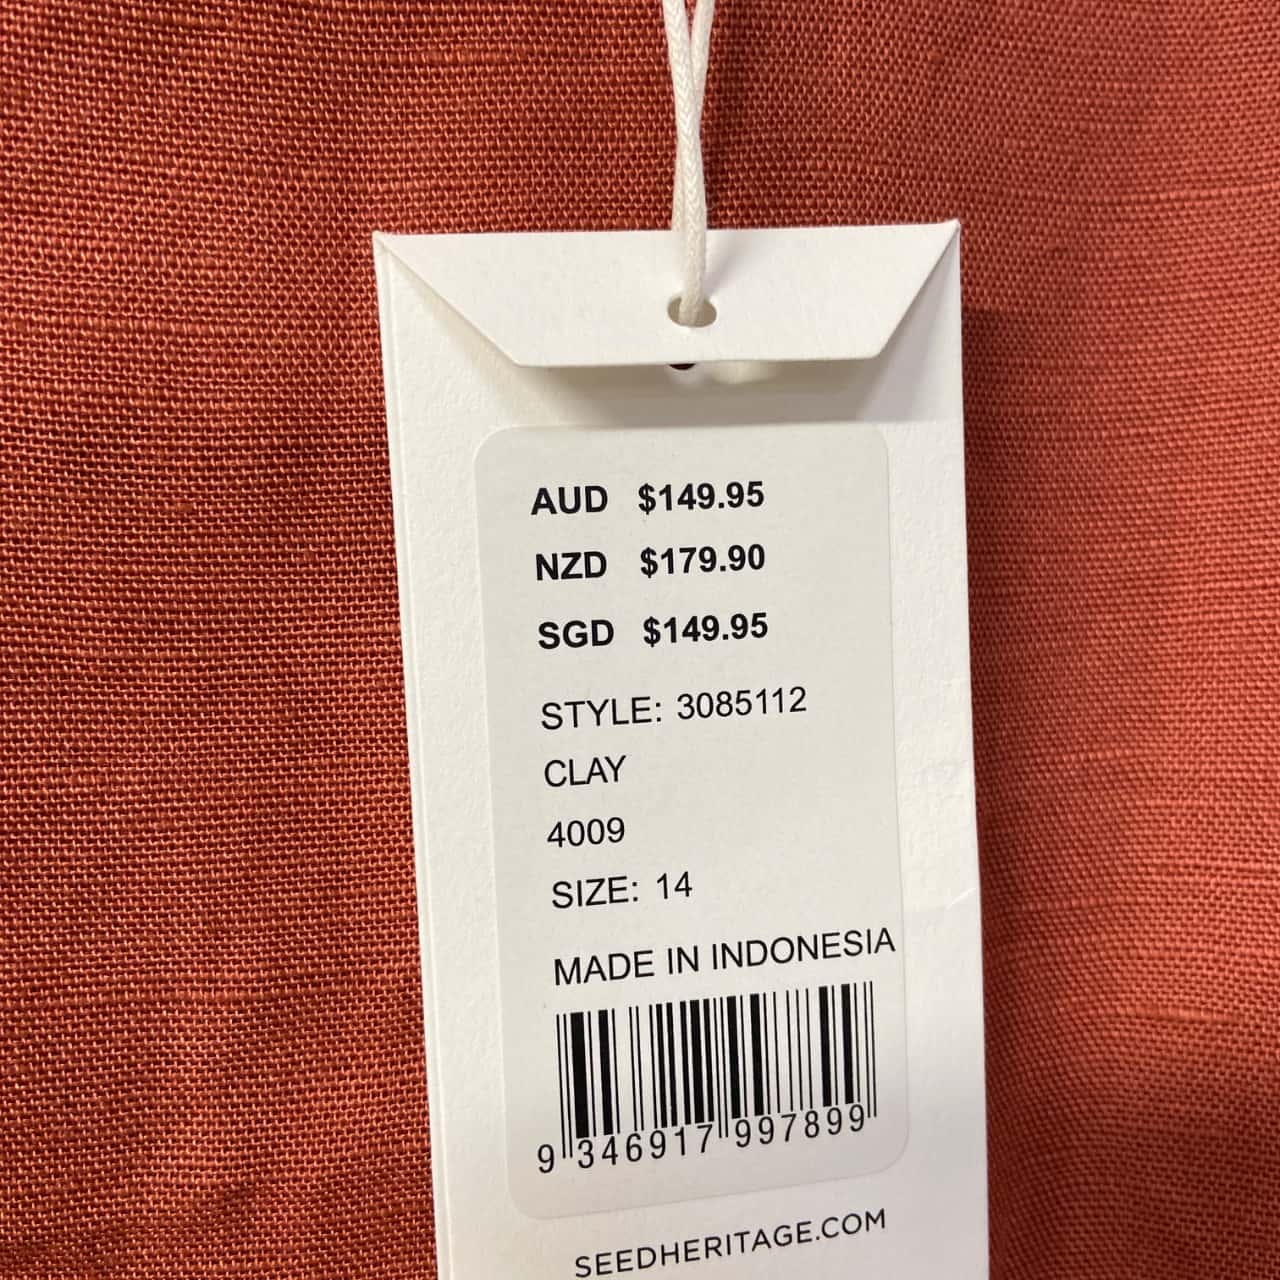 AUD $149.95
NZD $179.90
SGD $149.95
STYLE: 3085112
CLAY
4009
SIZE: 14
MADE IN INDONESIA
9 346917 997899
SEEDHERITAGE.COM